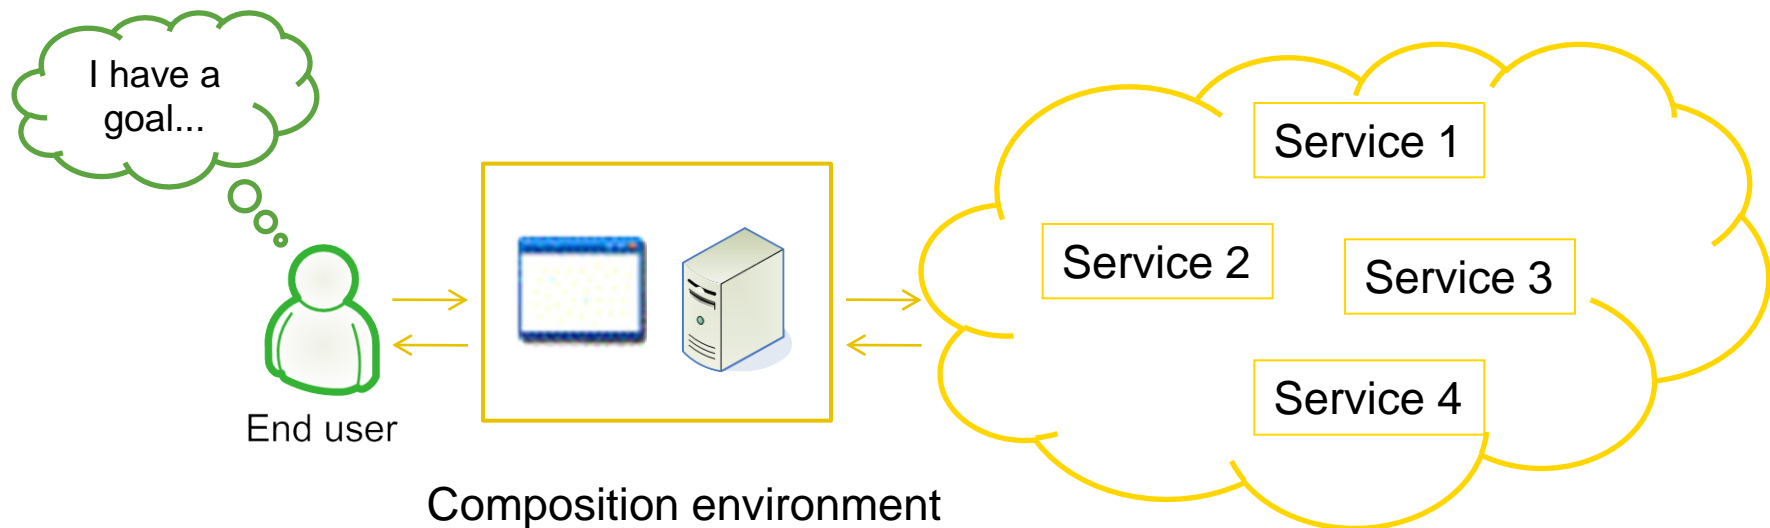 I have a
goal...
Service 1
Service 2
Service 3
Service 4
End user
Composition environment